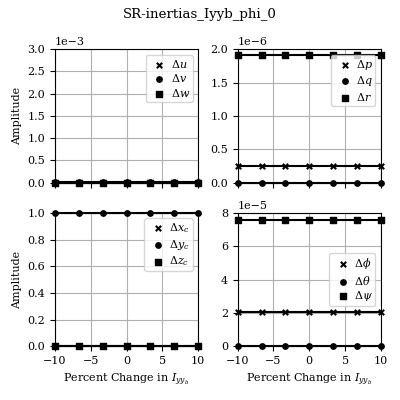 SR-inertias_Iyyb_phi_0
1e−3
3.0
2.5
2.0
1.5
1.0
0.5
0.0
Amplitude
Δu
Δv
Δw
1e−6
2.0
1.5
1.0
0.5
0.0
Δp
Δq
Δr
1.0
0.8
0.6
0.4
0.2
0.0
Amplitude
Δx_c
Δy_c
Δz_c
−10 −5 0 5 10
Percent Change in I_{yy_b}
1e−5
8
6
4
2
0
Δϕ
Δθ
Δψ
−10 −5 0 5 10
Percent Change in I_{yy_b}